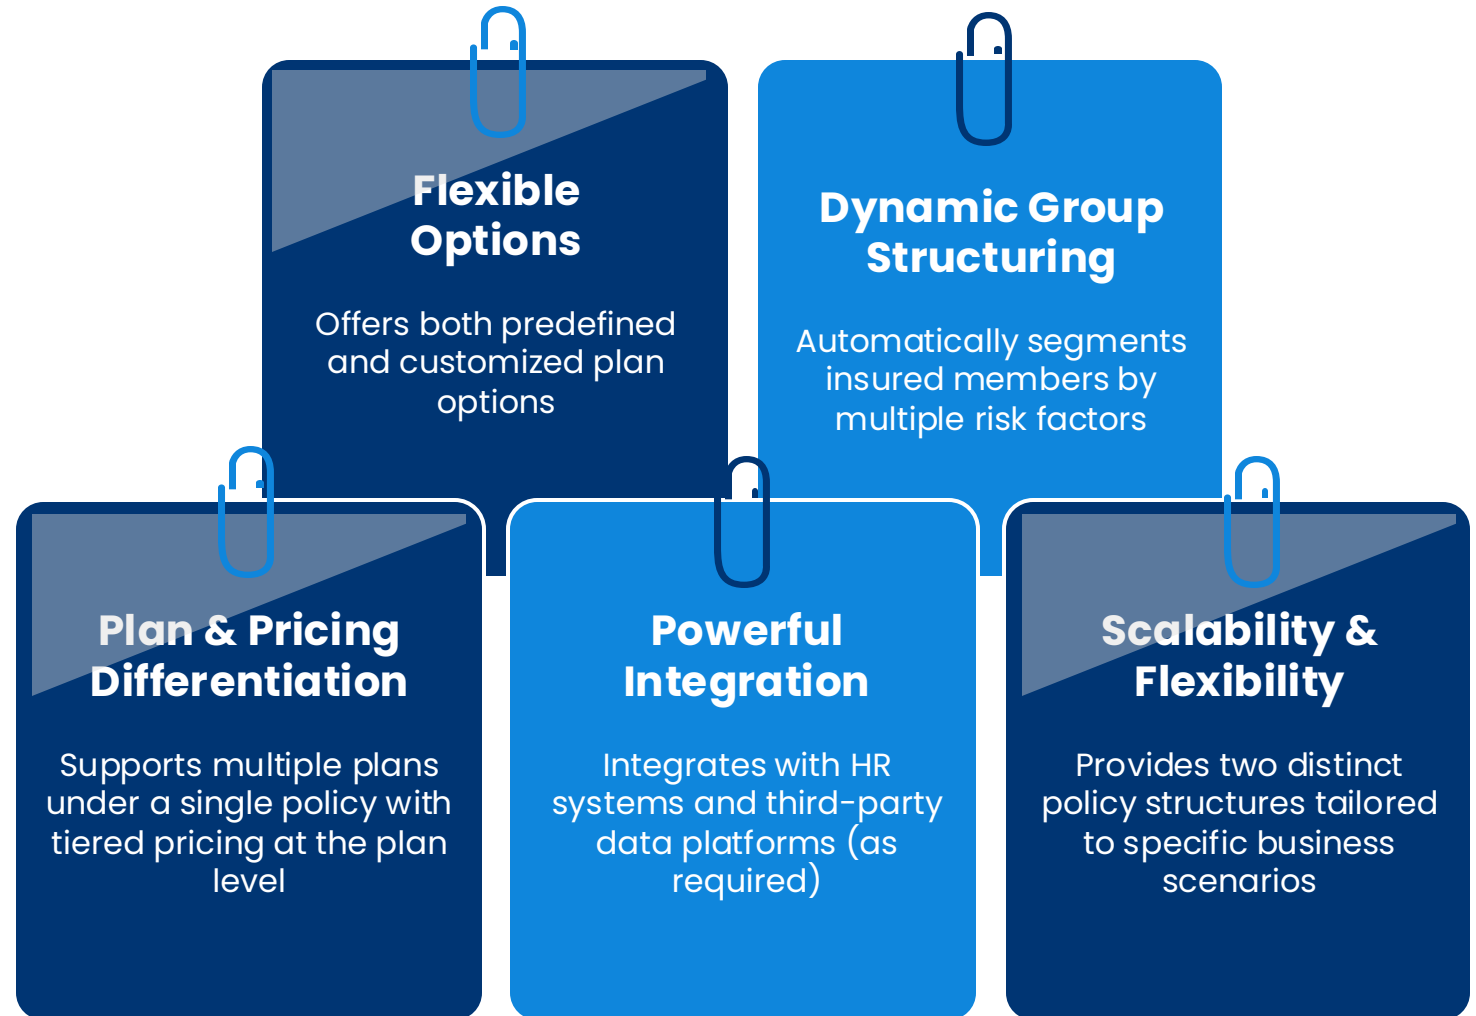 Flexible
Options
Offers both predefined
and customized plan
options
Dynamic Group
Structuring
Automatically segments
insured members by
multiple risk factors
Plan & Pricing
Differentiation
Supports multiple plans
under a single policy with
tiered pricing at the plan
level
Powerful
Integration
Integrates with HR
systems and third-party
data platforms (as
required)
Scalability &
Flexibility
Provides two distinct
policy structures tailored
to specific business
scenarios